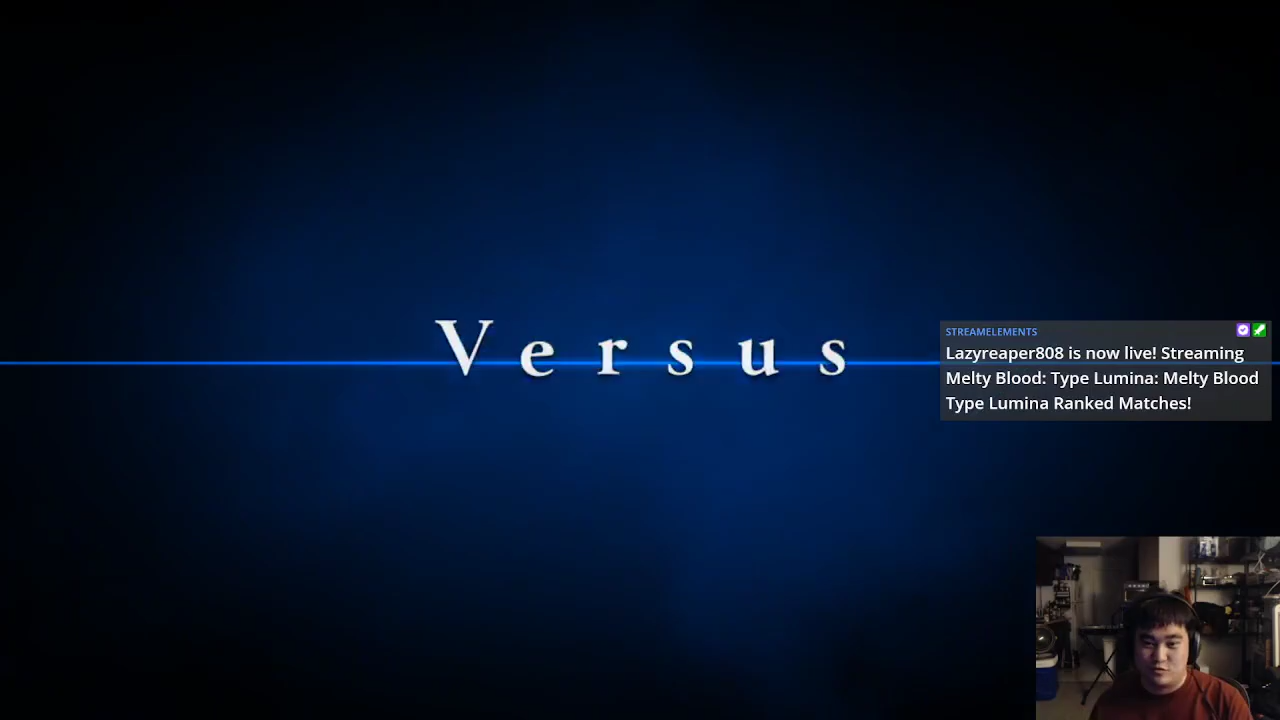 Versus
STREAMELEMENTS
Lazyreaper808 is now live! Streaming
Melty Blood: Type Lumina: Melty Blood
Type Lumina Ranked Matches!